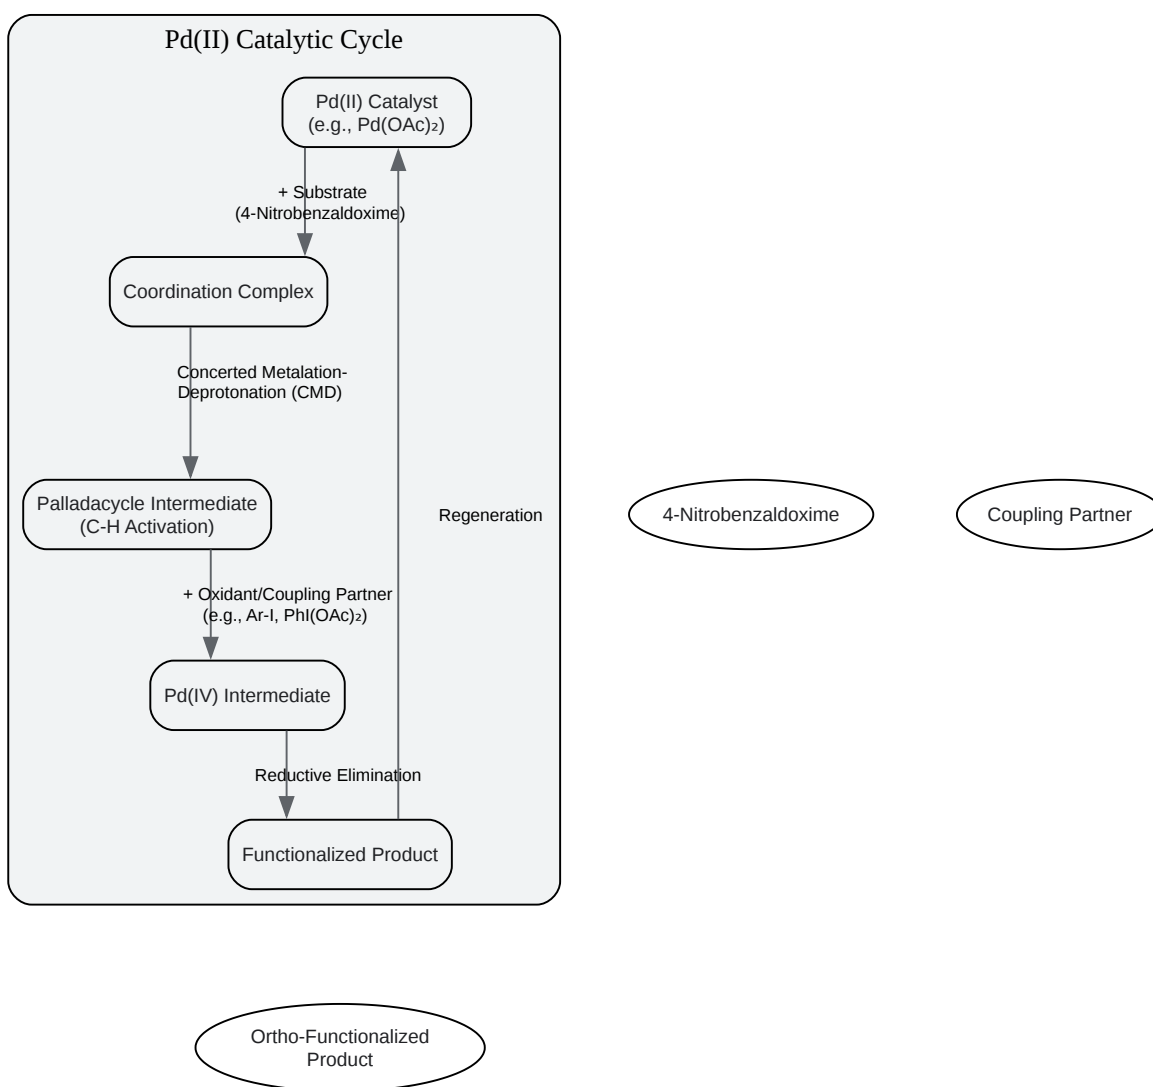 Pd(II) Catalytic Cycle
Pd(II) Catalyst
(e.g., Pd(OAc)₂)
+ Substrate
(4-Nitrobenzaldoxime)
Coordination Complex
Concerted Metalation-
Deprotonation (CMD)
Palladacycle Intermediate
(C-H Activation)
Regeneration
4-Nitrobenzaldoxime
Coupling Partner
+ Oxidant/Coupling Partner
(e.g., Ar-I, PhI(OAc)₂)
Pd(IV) Intermediate
Reductive Elimination
Functionalized Product
Ortho-Functionalized
Product